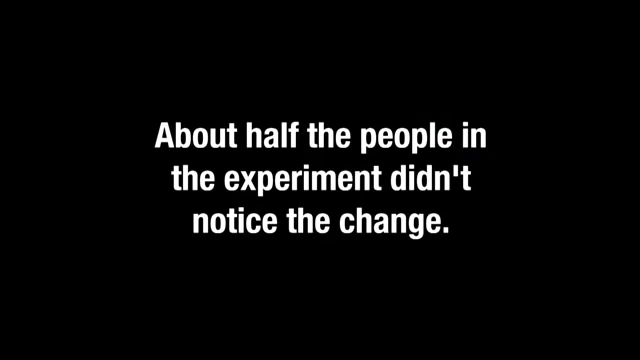 About half the people in
the experiment didn't
notice the change.